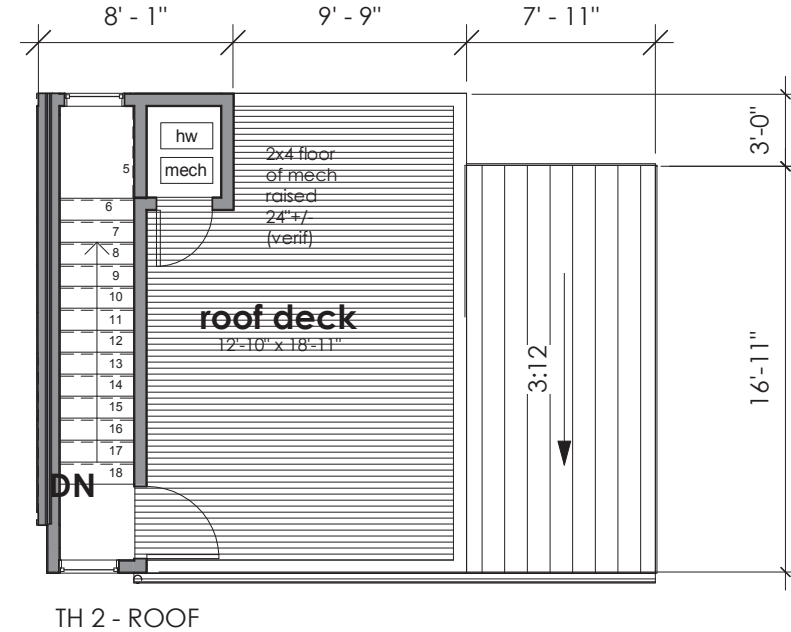 8' - 1" 9' - 9" 7' - 11"
3'-0"
hw
mech
2x4 floor
of mech
raised
24"+/-
(verif)
5
6
7
8
9
10
11
12
13
14
15
16
17
18
roof deck
12'-10" x 18'-11"
3:12
16'-11"
DN
TH 2 - ROOF